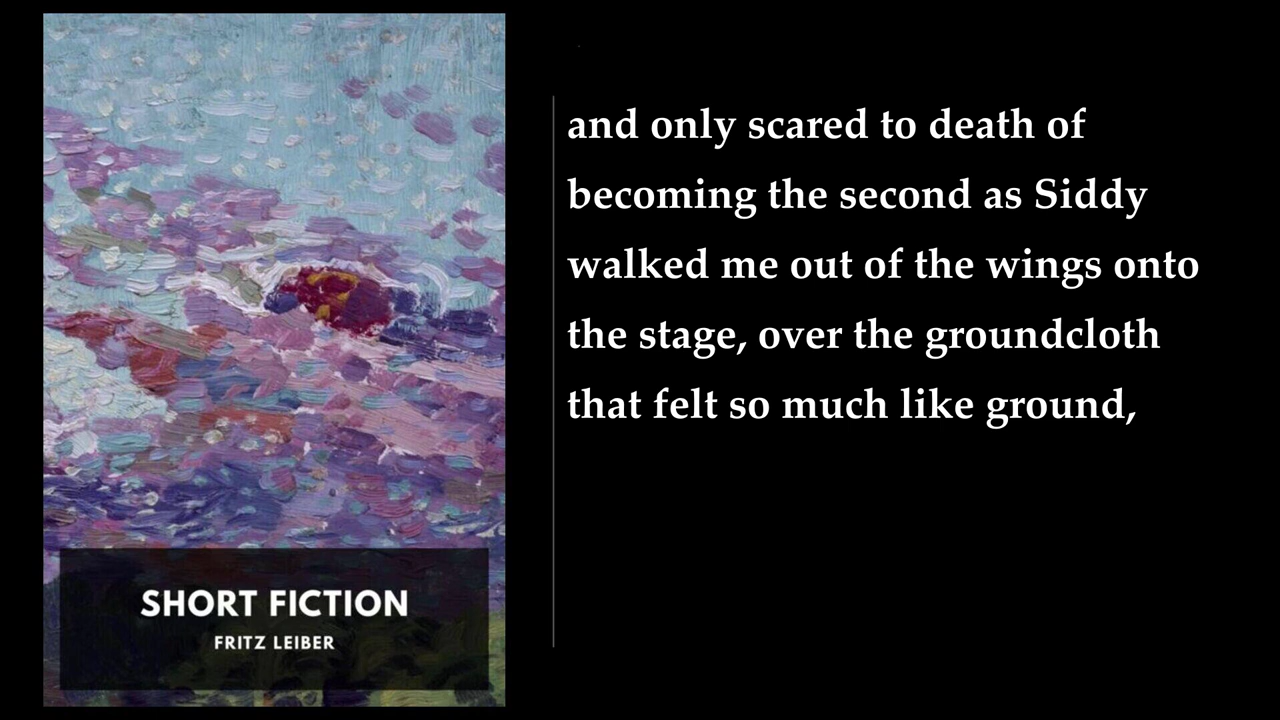 and only scared to death of
becoming the second as Siddy
walked me out of the wings onto
the stage, over the groundcloth
that felt so much like ground,
SHORT FICTION
FRITZ LEIBER